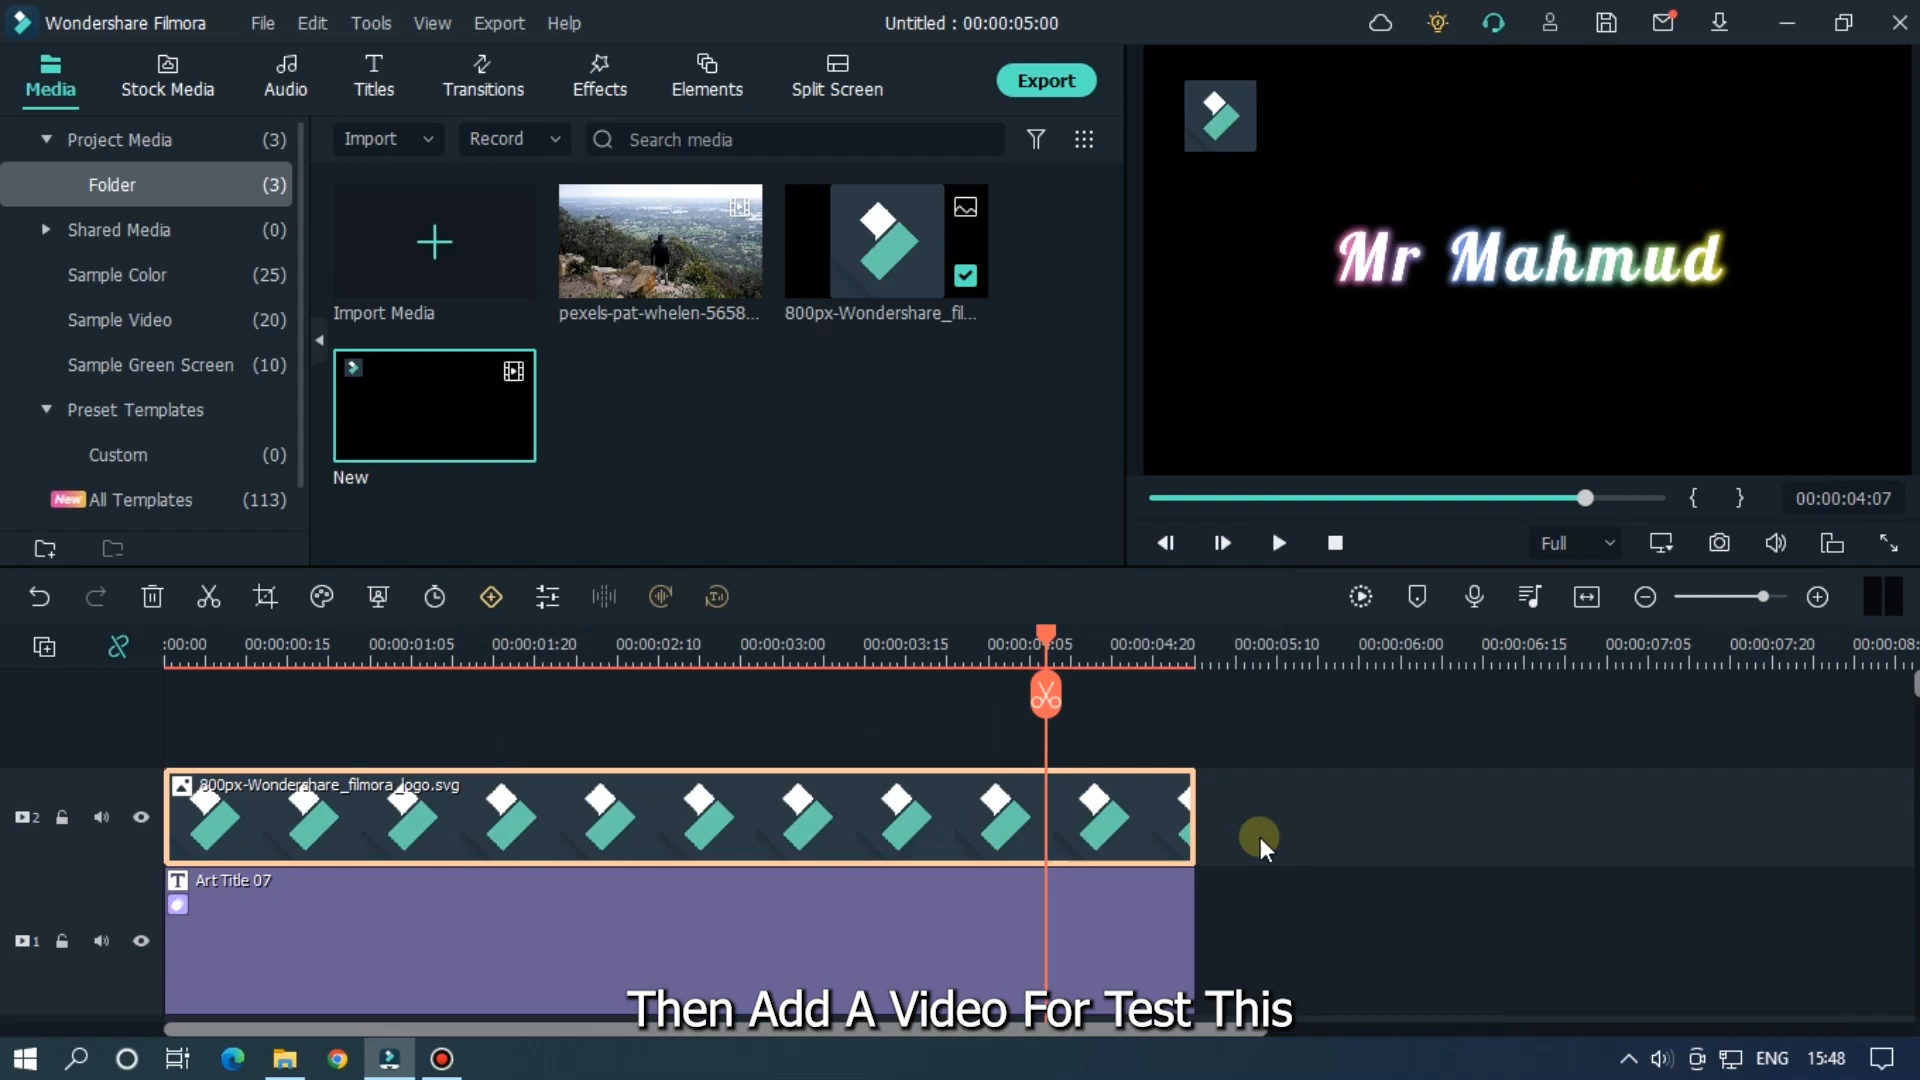 Wondershare Filmora File Edit Tools View Export Help Untitled : 00:00:05:00
Media Stock Media Audio Titles Transitions Effects Elements Split Screen Export
Project Media (3)
Folder (3)
Shared Media (0)
Sample Color (25)
Sample Video (20)
Sample Green Screen (10)
Preset Templates
Custom (0)
New All Templates (113)
Import Record Search media
Import Media pexels-pat-whelen-5658... 800px-Wondershare_fil...
New
Mr Mahmud
{ } 00:00:04:07
Full
:00:00 00:00:00:15 00:00:01:05 00:00:01:20 00:00:02:10 00:00:03:00 00:00:03:15 00:00:04:05 00:00:04:20 00:00:05:10 00:00:06:00 00:00:06:15 00:00:07:05 00:00:07:20 00:00:08:
2 800px-Wondershare_filmora_logo.svg
T Art Title 07
1
Then Add A Video For Test This
ENG 15:48